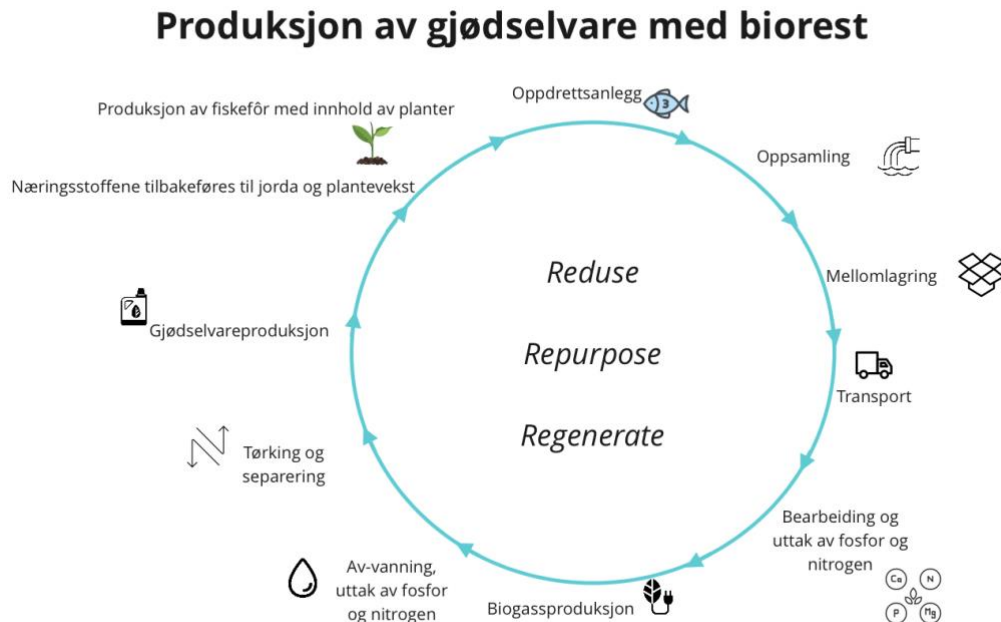 Produksjon av gjødselvare med biorest
Oppdrettsanlegg
3
Oppsamling
Mellomlagring
Transport
Bearbeiding og
uttak av fosfor og
nitrogen
Ca
N
P
Mg
Biogassproduksjon
Av-vanning,
uttak av fosfor
og nitrogen
Tørking og
separering
Gjødselvareproduksjon
Næringsstoffene tilbakeføres til jorda og plantevekst
Produksjon av fiskefôr med innhold av planter
Reduse
Repurpose
Regenerate